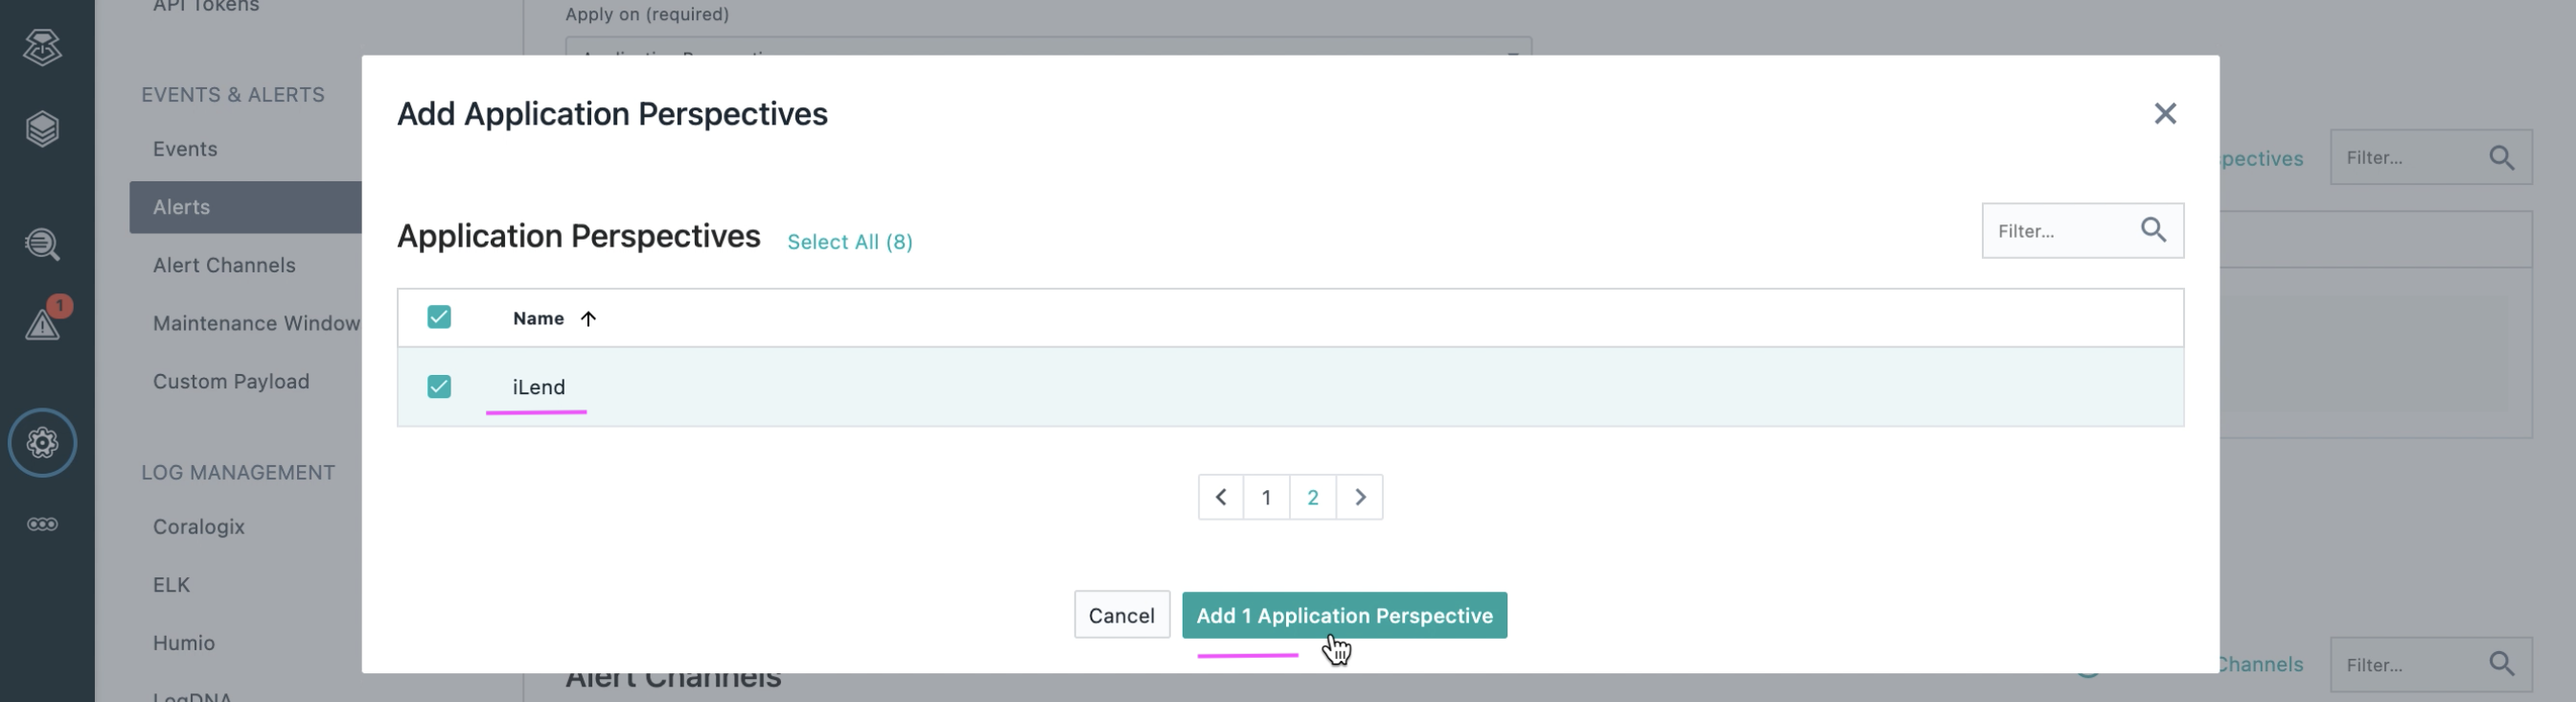 API Tokens
EVENTS & ALERTS
Events
Alerts
Alert Channels
Maintenance Window
Custom Payload
LOG MANAGEMENT
Coralogix
ELK
Humio
LogDNA
1
Apply on (required)
Add Application Perspectives
Application Perspectives Select All (8)
Filter...
Name
iLend
1 2
Cancel
Add 1 Application Perspective
Alert Channels
spectives
Filter...
Channels
Filter...